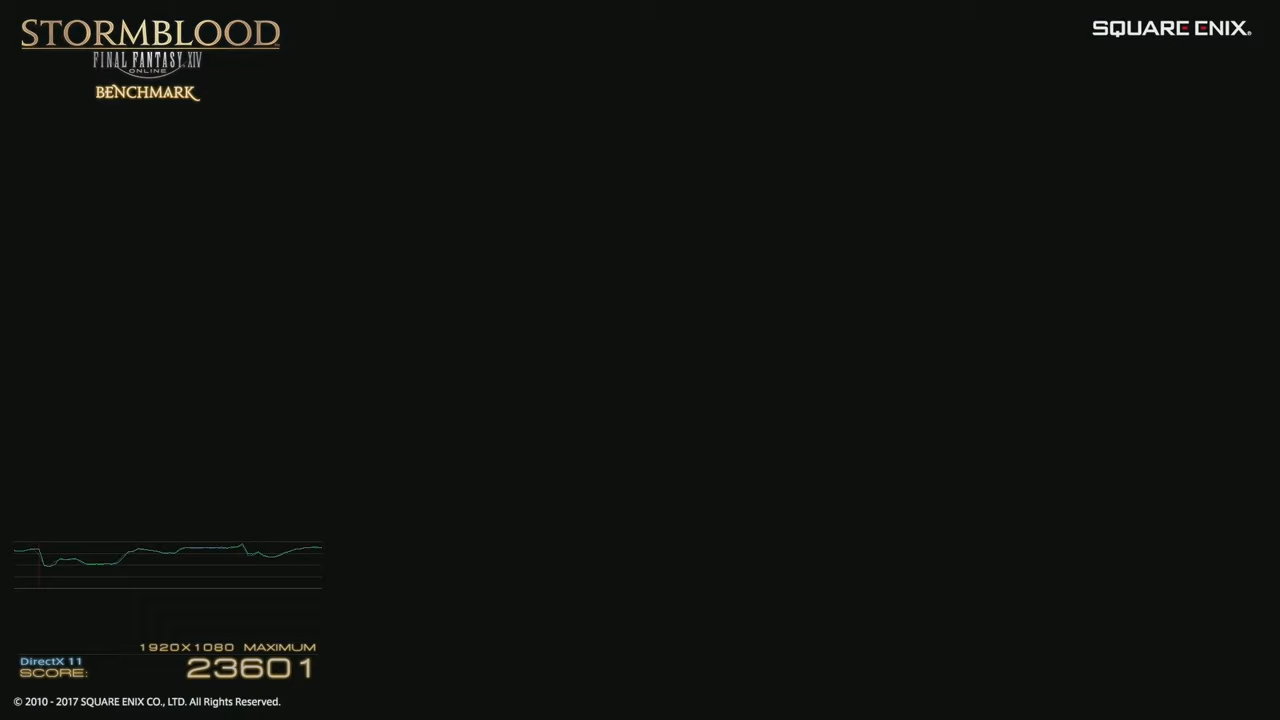 STORMBLOOD
FINAL FANTASY XIV
ONLINE
BENCHMARK
SQUARE ENIX®
1920X1080 MAXIMUM
DirectX 11
SCORE: 23601
© 2010 - 2017 SQUARE ENIX CO., LTD. All Rights Reserved.